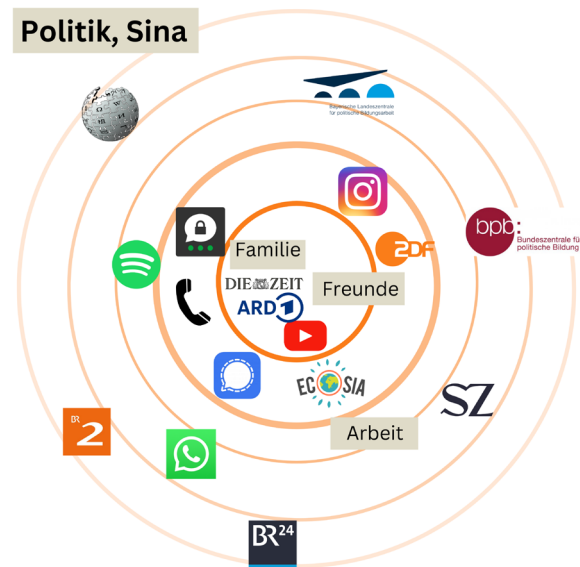 Politik, Sina
W
Bayerische Landeszentrale
für politische Bildungsarbeit
bpb:
Bundeszentrale für
politische Bildung
ZDF
Familie
DIE ZEIT
Freunde
ARD 1
ECOSIA
SZ
BR
2
Arbeit
BR24